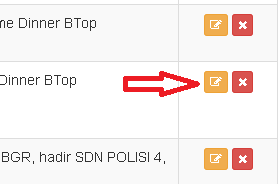 me Dinner BTop
Dinner BTop
BGR, hadir SDN POLISI 4,